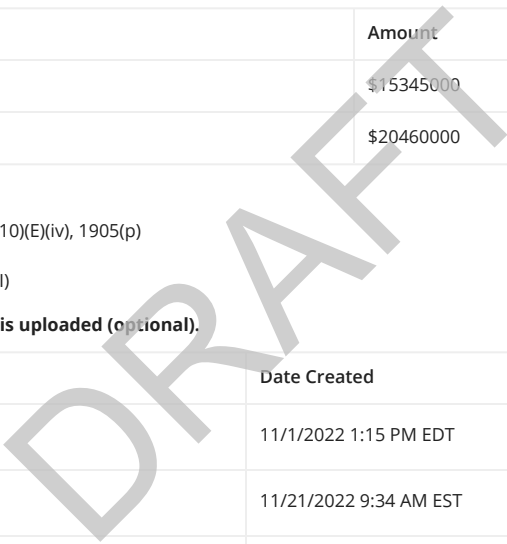 Amount
$15345000
$20460000
10)(E)(iv), 1905(p)
l)
is uploaded (optional).
Date Created
11/1/2022 1:15 PM EDT
11/21/2022 9:34 AM EST
DRAFT